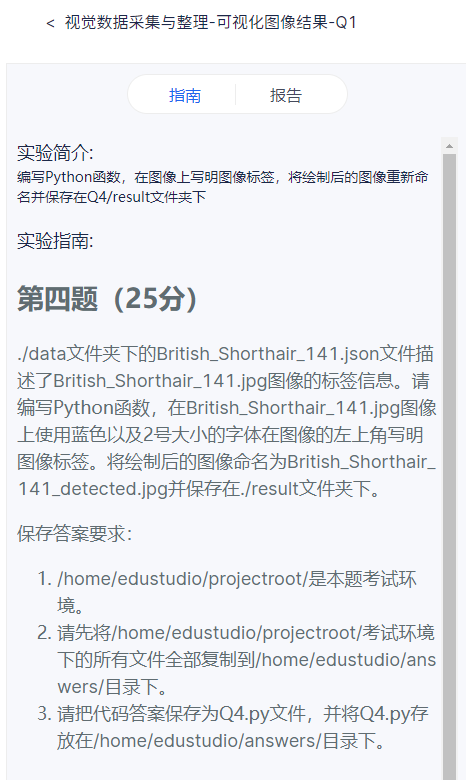 < 视觉数据采集与整理-可视化图像结果-Q1
指南
报告
实验简介:
编写Python函数，在图像上写明图像标签，将绘制后的图像重新命
名并保存在Q4/result文件夹下
实验指南:
第四题（25分）
./data文件夹下的British_Shorthair_141.json文件描
述了British_Shorthair_141.jpg图像的标签信息。请
编写Python函数，在British_Shorthair_141.jpg图像
上使用蓝色以及2号大小的字体在图像的左上角写明
图像标签。将绘制后的图像命名为British_Shorthair_
141_detected.jpg并保存在./result文件夹下。
保存答案要求：
1. /home/edustudio/projectroot/是本题考试环
境。
2. 请先将/home/edustudio/projectroot/考试环境
下的所有文件全部复制到/home/edustudio/ans
wers/目录下。
3. 请把代码答案保存为Q4.py文件，并将Q4.py存
放在/home/edustudio/answers/目录下。